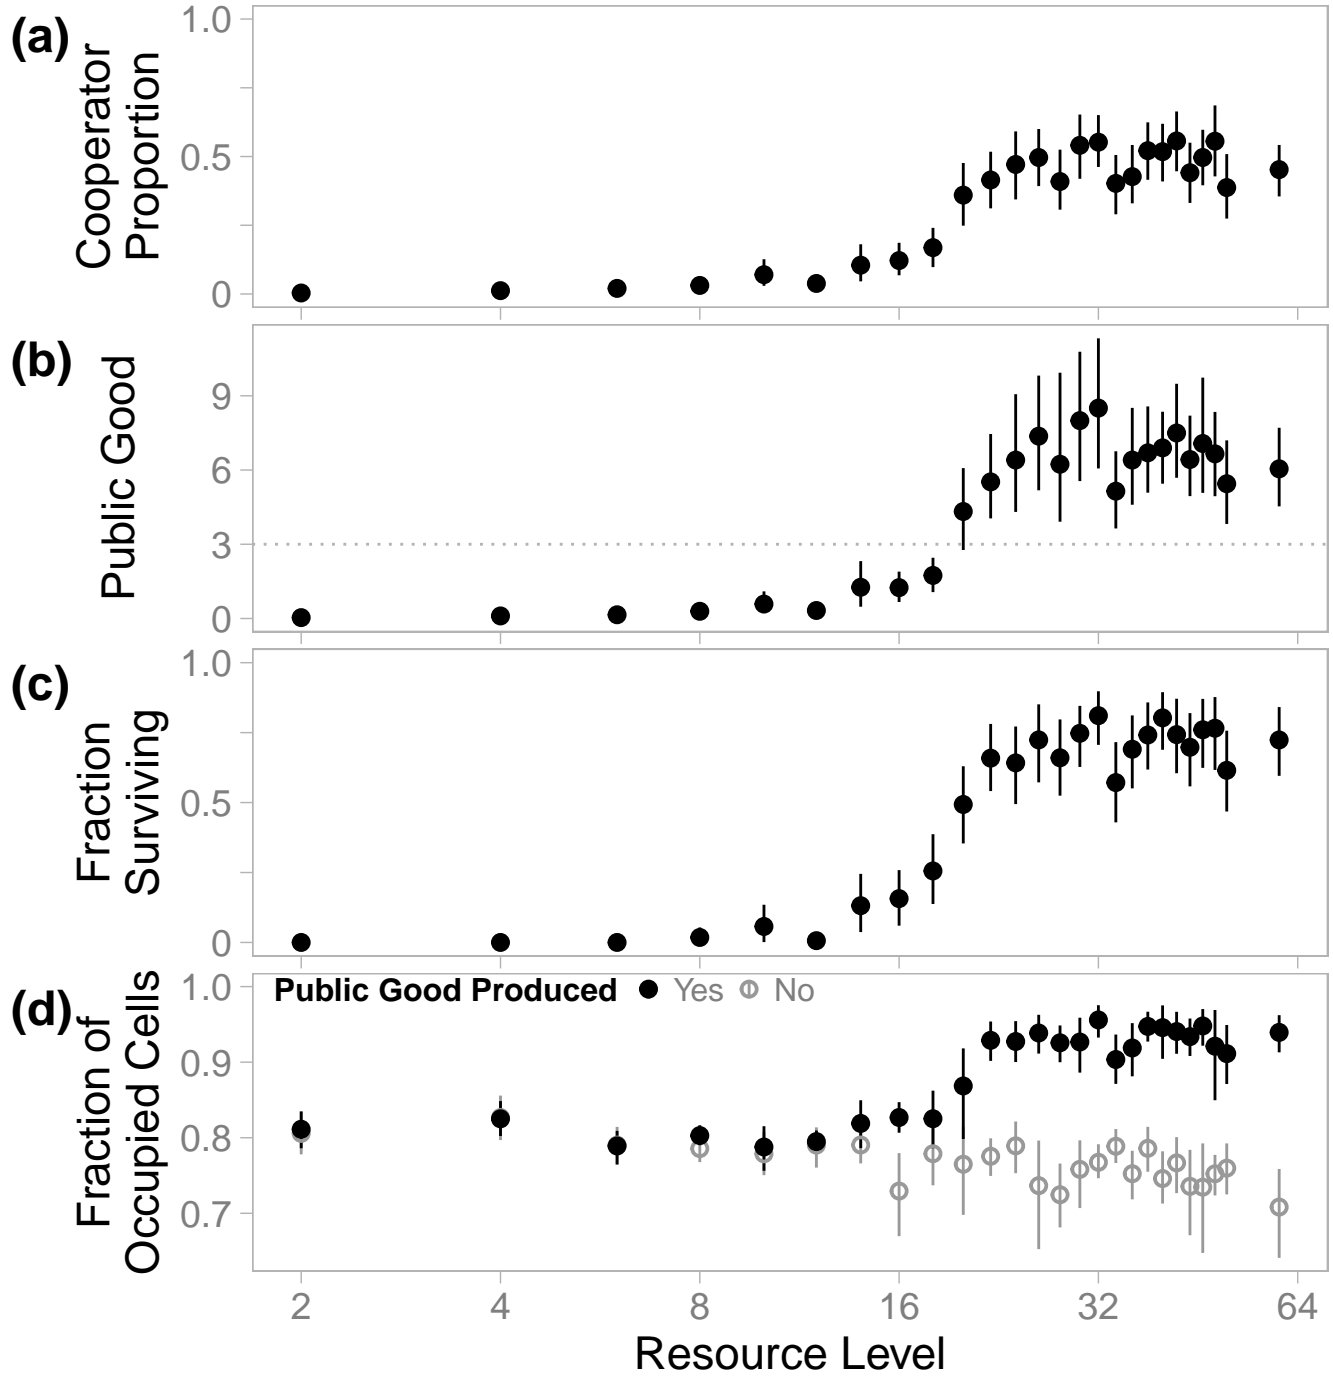 (a)
Cooperator
Proportion
1.0
0.5
0
(b)
Public Good
9
6
3
0
(c)
Fraction
Surviving
1.0
0.5
0
(d)
Fraction of
Occupied Cells
Public Good Produced Yes No
1.0
0.9
0.8
0.7
2 4 8 16 32 64
Resource Level